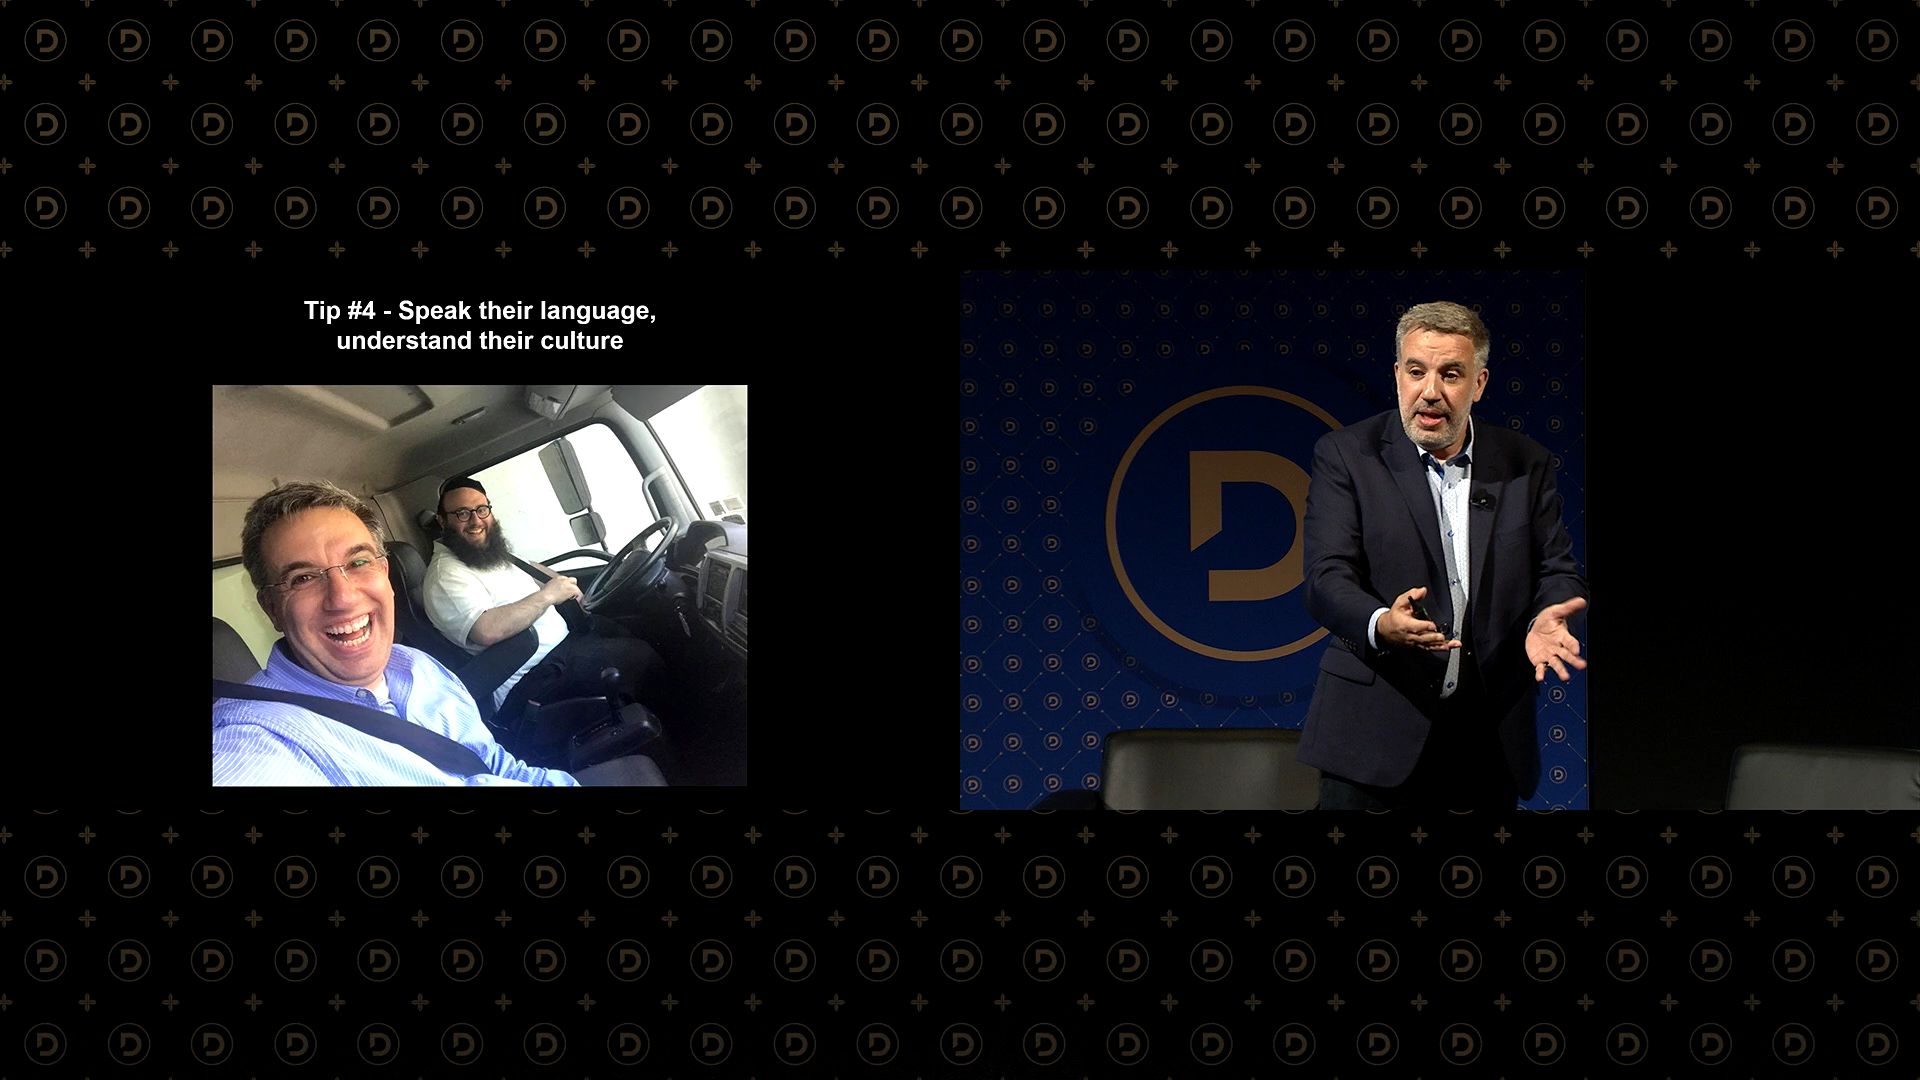 Tip #4 - Speak their language,
understand their culture
D